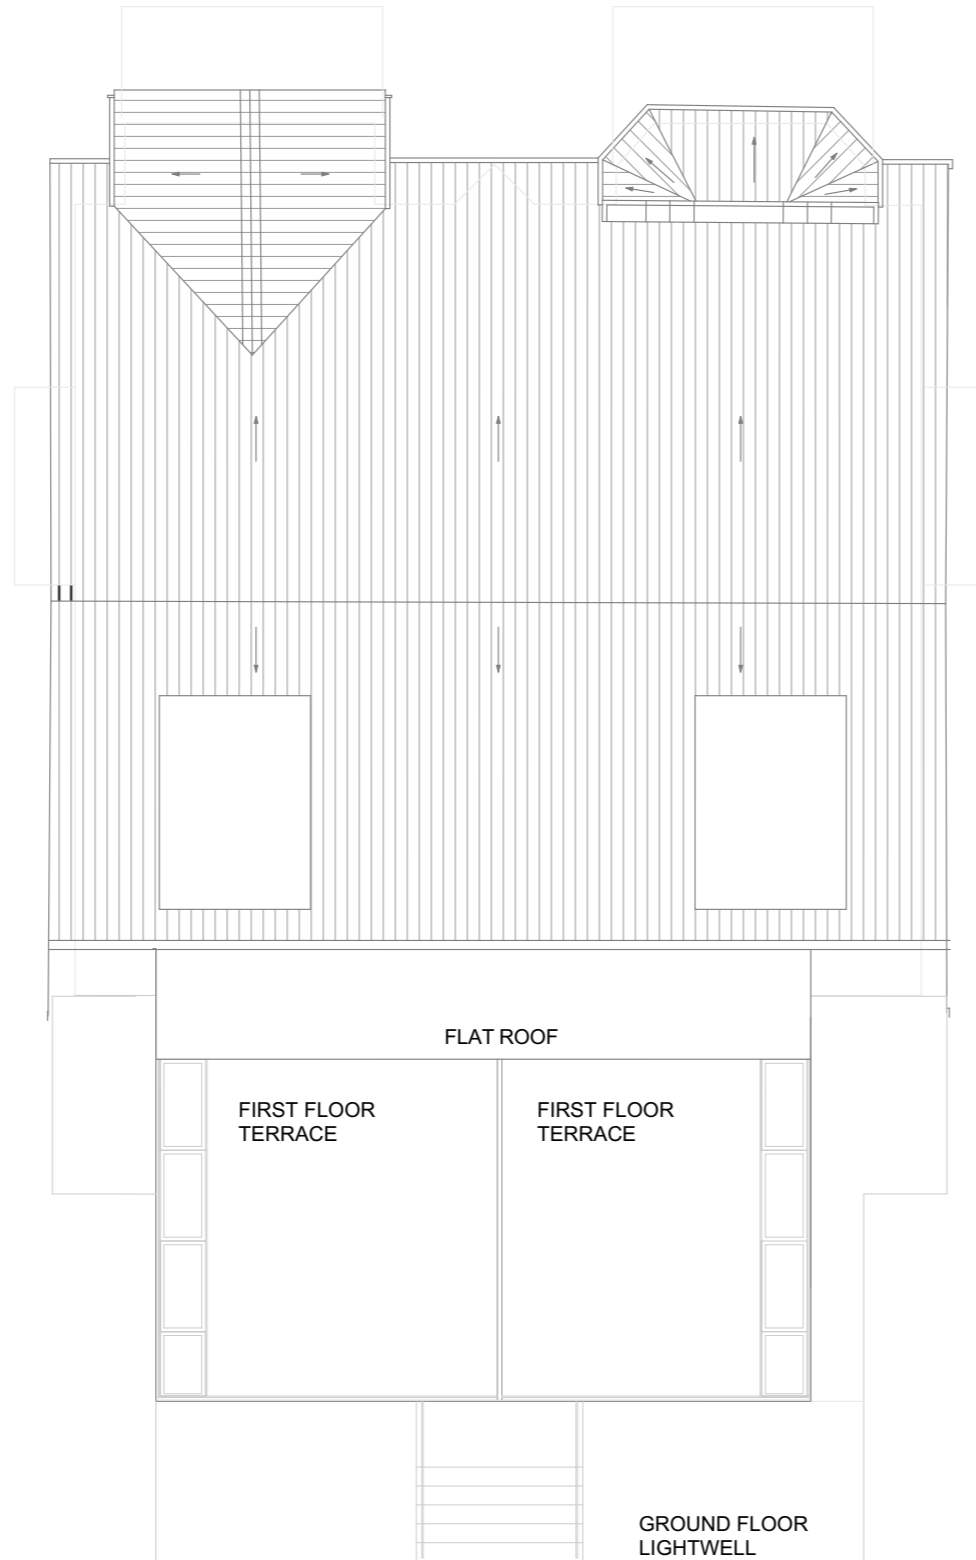 FLAT ROOF
FIRST FLOOR
TERRACE
FIRST FLOOR
TERRACE
GROUND FLOOR
LIGHTWELL